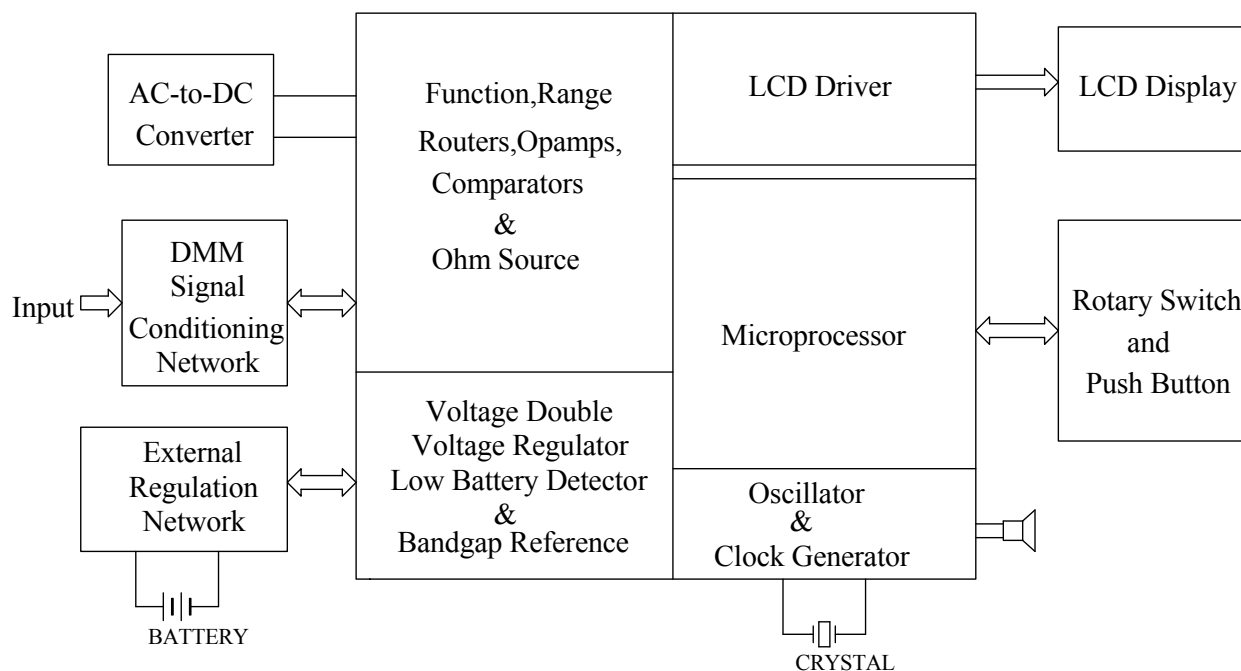 AC-to-DC
Converter
Function,Range
Routers,Opamps,
Comparators
&
Ohm Source
LCD Driver
LCD Display
Input
DMM
Signal
Conditioning
Network
Microprocessor
Rotary Switch
and
Push Button
External
Regulation
Network
BATTERY
Voltage Double
Voltage Regulator
Low Battery Detector
&
Bandgap Reference
Oscillator
&
Clock Generator
CRYSTAL